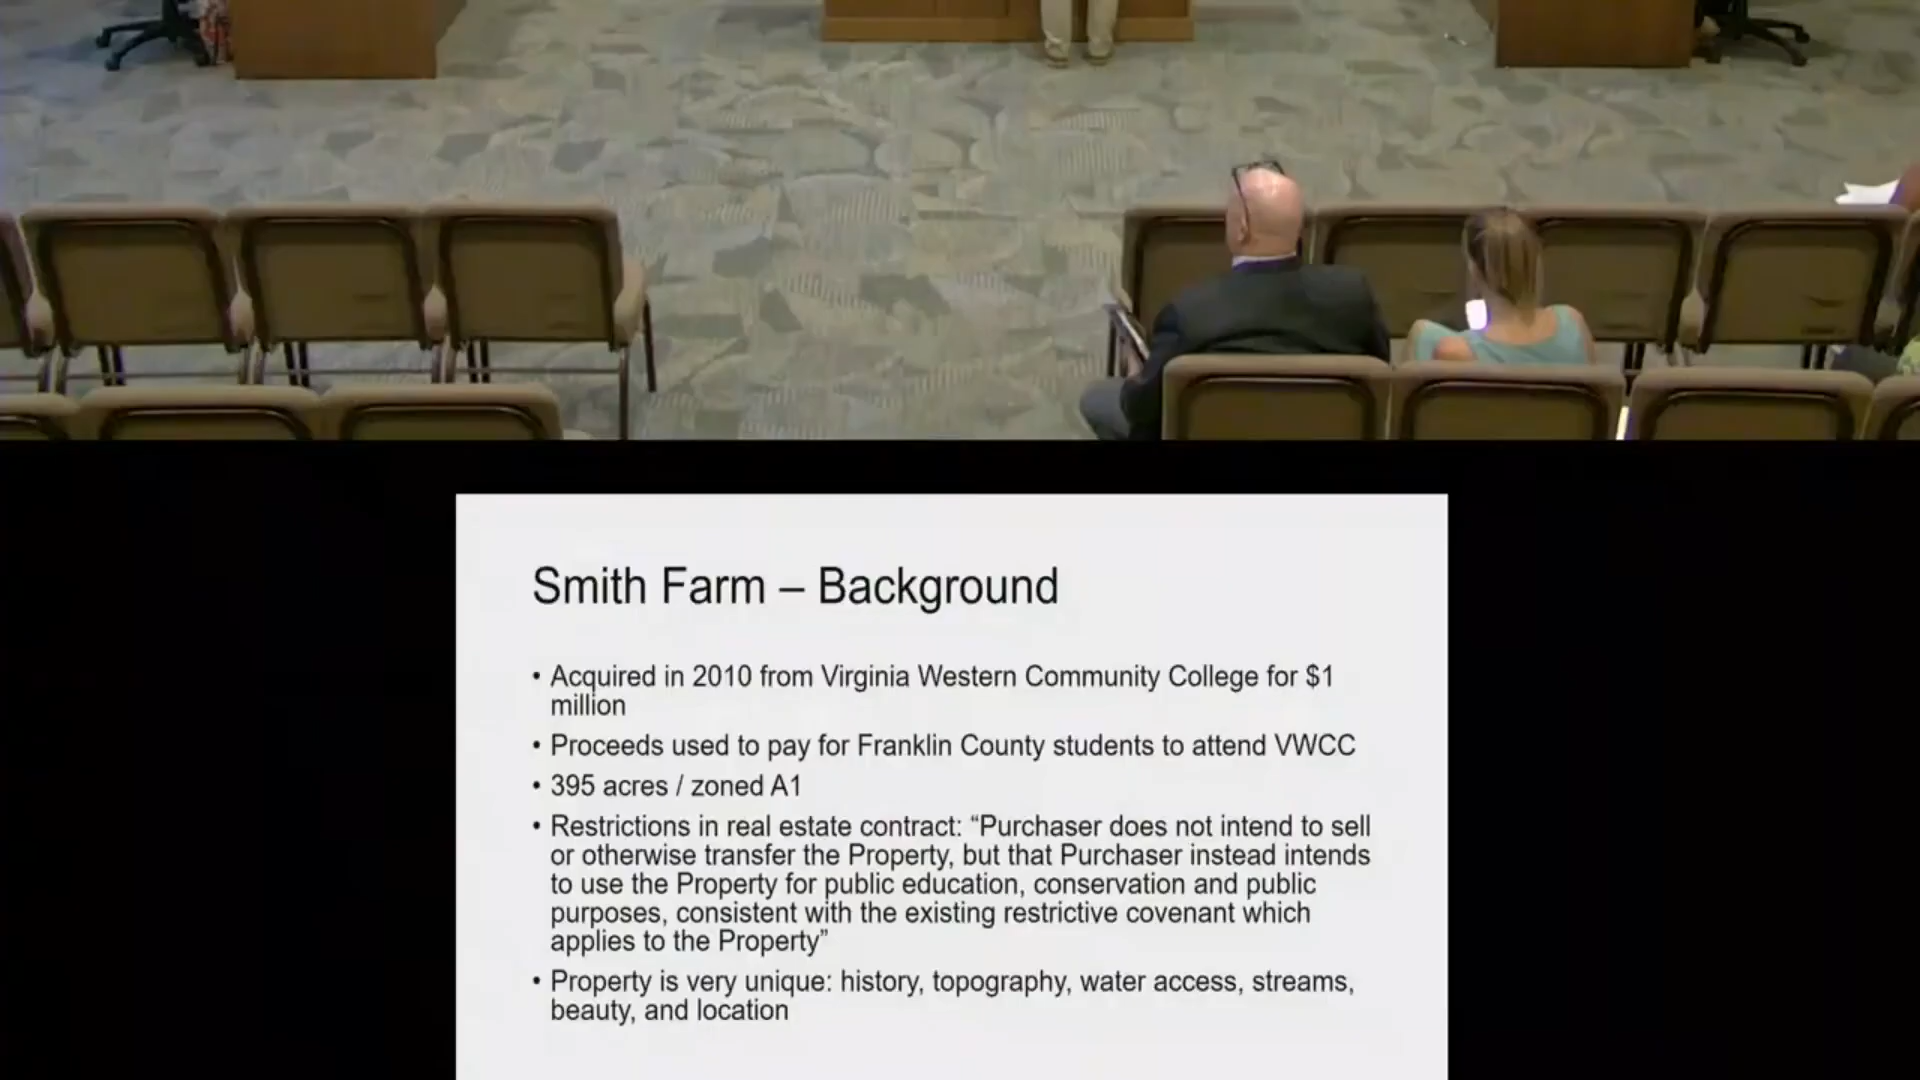 Smith Farm – Background
• Acquired in 2010 from Virginia Western Community College for $1
million
• Proceeds used to pay for Franklin County students to attend VWCC
• 395 acres / zoned A1
• Restrictions in real estate contract: “Purchaser does not intend to sell
or otherwise transfer the Property, but that Purchaser instead intends
to use the Property for public education, conservation and public
purposes, consistent with the existing restrictive covenant which
applies to the Property”
• Property is very unique: history, topography, water access, streams,
beauty, and location